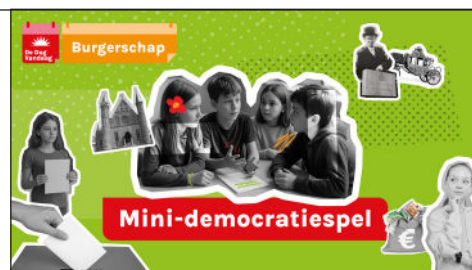 De Dag
Vandaag
Burgerschap
Mini-democratiespel
€